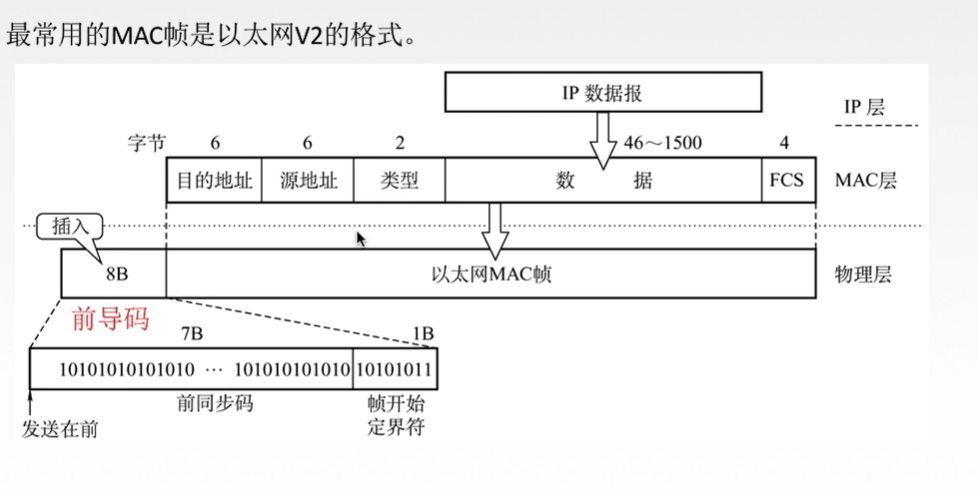 最常用的MAC帧是以太网V2的格式。
IP 数据报
IP 层
字节 6 6 2 46～1500 4
目的地址 源地址 类型 数 据 FCS MAC层
插入
8B 以太网MAC帧 物理层
前导码
7B 1B
10101010101010 ··· 101010101010 10101011
前同步码 帧开始
定界符
发送在前